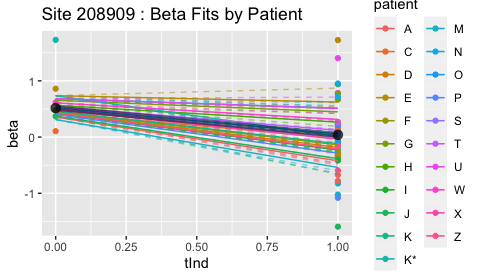 Site 208909 : Beta Fits by Patient
patient
A
C
D
E
F
G
H
I
J
K
K*
M
N
O
P
S
T
U
W
X
Z
beta
1
0
-1
0.00
0.25
0.50
0.75
1.00
tInd